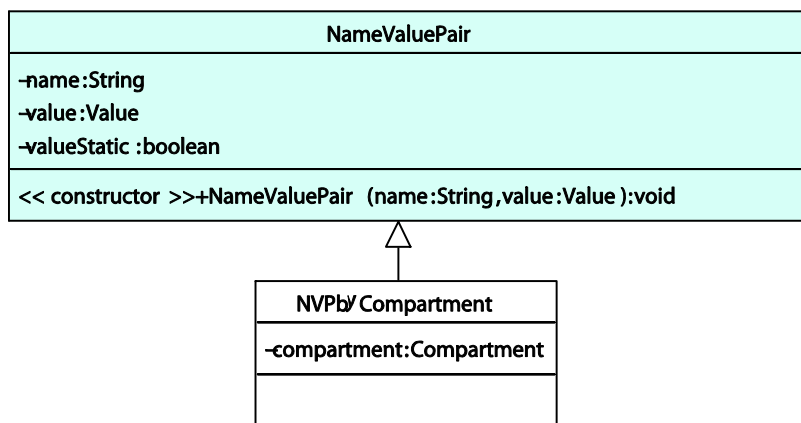 NameValuePair
-name:String
-value:Value
-valueStatic :boolean
<< constructor >>+NameValuePair (name:String,value:Value ):void
NVPbyCompartment
-compartment:Compartment